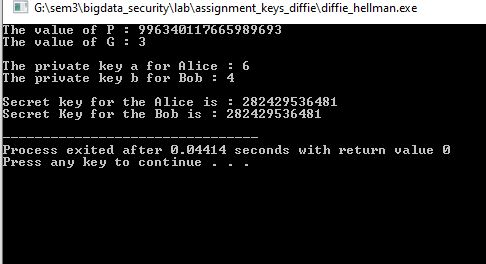 G:\sem3\bigdata_security\lab\assignment_keys_diffie\diffie_hellman.exe
The value of P : 996340117665989693
The value of G : 3
The private key a for Alice : 6
The private key b for Bob : 4
Secret key for the Alice is : 282429536481
Secret Key for the Bob is : 282429536481
--------------------------------
Process exited after 0.04414 seconds with return value 0
Press any key to continue . . .